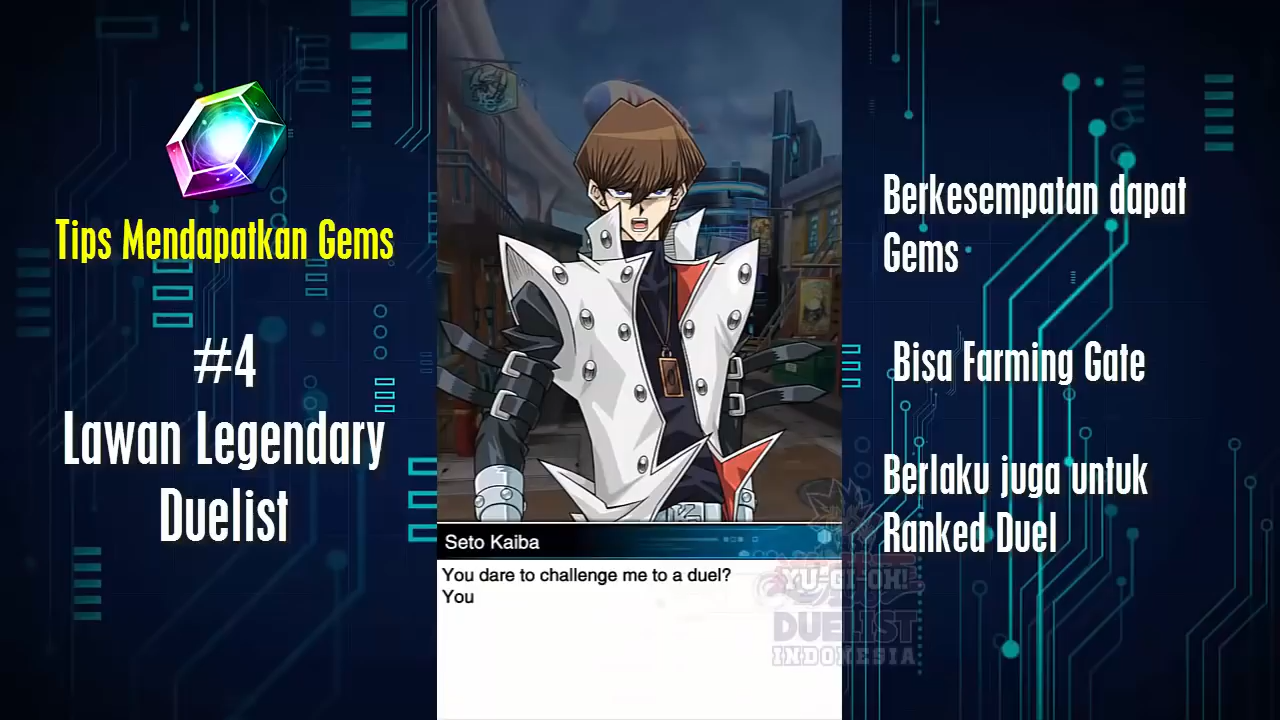 Tips Mendapatkan Gems
#4
Lawan Legendary
Duelist
Seto Kaiba
You dare to challenge me to a duel?
You
Berkesempatan dapat
Gems
Bisa Farming Gate
Berlaku juga untuk
Ranked Duel
YU-GI-OH!
DUELIST
INDONESIA